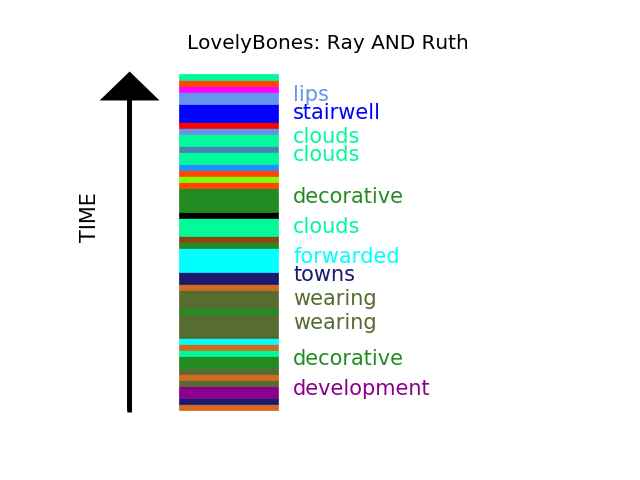 LovelyBones: Ray AND Ruth
lips
stairwell
clouds
clouds
decorative
clouds
TIME
forwarded
towns
wearing
wearing
decorative
development